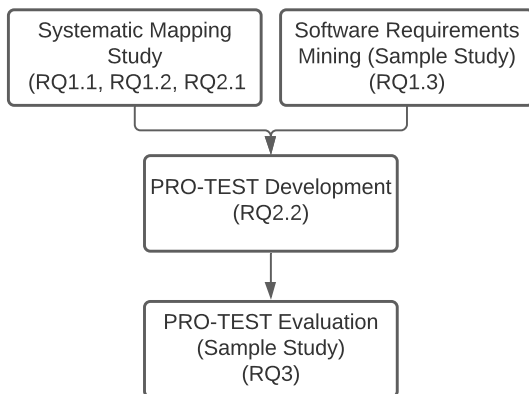 Systematic Mapping
Study
(RQ1.1, RQ1.2, RQ2.1
Software Requirements
Mining (Sample Study)
(RQ1.3)
PRO-TEST Development
(RQ2.2)
PRO-TEST Evaluation
(Sample Study)
(RQ3)